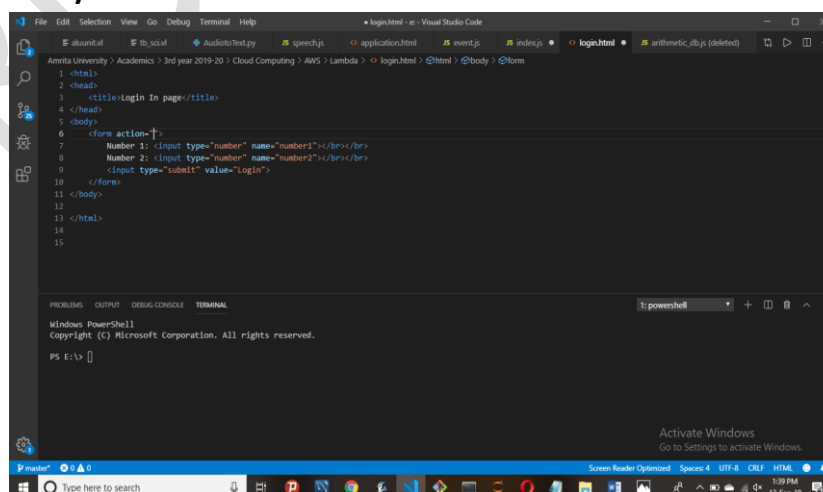 File Edit Selection View Go Debug Terminal Help
● login.html - e: - Visual Studio Code
aluunit.vl tb_sci.vl AudiotoText.py JS speech.js application.html JS event.js JS index.js ● login.html ● JS arithmetic_db.js (deleted)
Amrita University > Academics > 3rd year 2019-20 > Cloud Computing > AWS > Lambda > login.html > html > body > form
1 <html>
2 <head>
3 <title>Login In page</title>
4 </head>
5 <body>
6 <form action="">
7 Number 1: <input type="number" name="number1"></br></br>
8 Number 2: <input type="number" name="number2"></br></br>
9 <input type="submit" value="Login">
10 </form>
11 </body>
12
13 </html>
14
15
PROBLEMS OUTPUT DEBUG CONSOLE TERMINAL
1: powershell
Windows PowerShell
Copyright (C) Microsoft Corporation. All rights reserved.
PS E:\>
Activate Windows
Go to Settings to activate Windows.
master* 0 0
Screen Reader Optimized Spaces: 4 UTF-8 CRLF HTML
Type here to search
1:39 PM